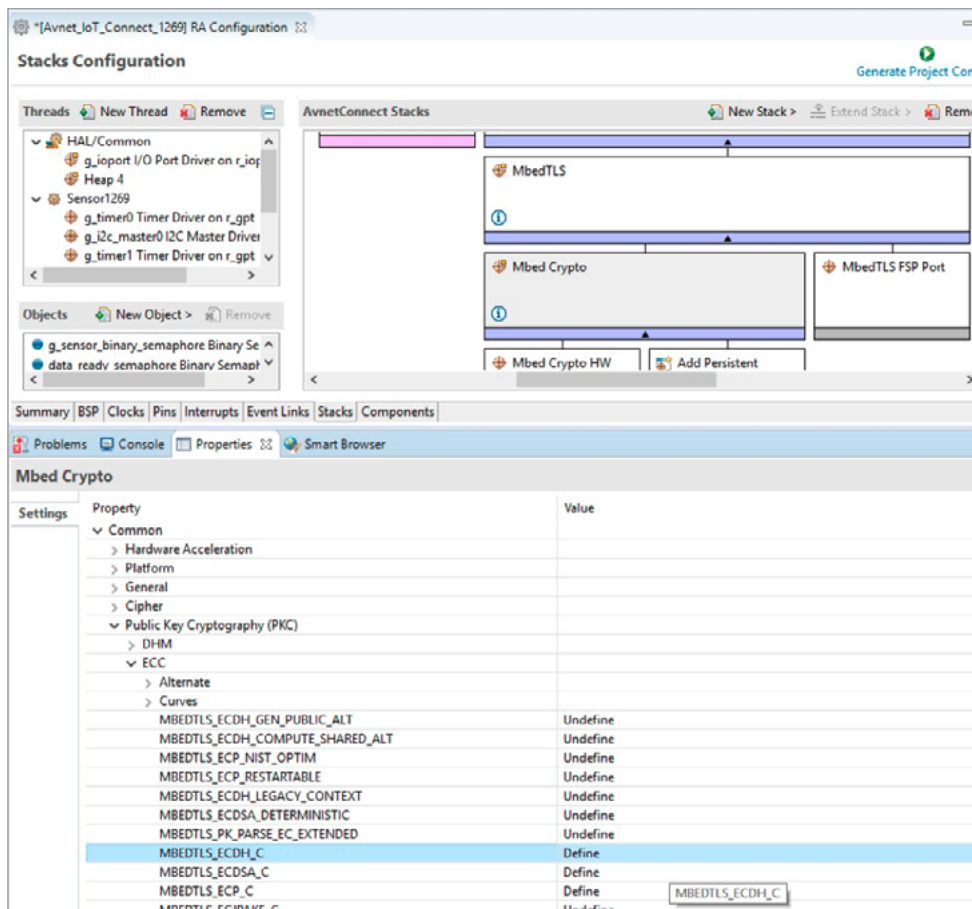 *[Avnet_IoT_Connect_1269] RA Configuration
Stacks Configuration
Generate Project Con
Threads New Thread Remove
HAL/Common
g_ioport I/O Port Driver on r_iop
Heap 4
Sensor1269
g_timer0 Timer Driver on r_gpt
g_i2c_master0 I2C Master Driver
g_timer1 Timer Driver on r_gpt
Objects New Object > Remove
g_sensor_binary_semaphore Binary Se
data_ready_semaphore Binary Semapl
AvnetConnect Stacks New Stack > Extend Stack > Remo
MbedTLS
Mbed Crypto
MbedTLS FSP Port
Mbed Crypto HW
Add Persistent
Summary BSP Clocks Pins Interrupts Event Links Stacks Components
Problems Console Properties Smart Browser
Mbed Crypto
Settings
Property Value
Common
Hardware Acceleration
Platform
General
Cipher
Public Key Cryptography (PKC)
DHM
ECC
Alternate
Curves
MBEDTLS_ECDH_GEN_PUBLIC_ALT Undefine
MBEDTLS_ECDH_COMPUTE_SHARED_ALT Undefine
MBEDTLS_ECP_NIST_OPTIM Undefine
MBEDTLS_ECP_RESTARTABLE Undefine
MBEDTLS_ECDH_LEGACY_CONTEXT Undefine
MBEDTLS_ECDSA_DETERMINISTIC Undefine
MBEDTLS_PK_PARSE_EC_EXTENDED Undefine
MBEDTLS_ECDH_C Define
MBEDTLS_ECDSA_C Define
MBEDTLS_ECP_C Define
MBEDTLS_ECDH_C
MBEDTLS_ECJPAKE_C Undefine